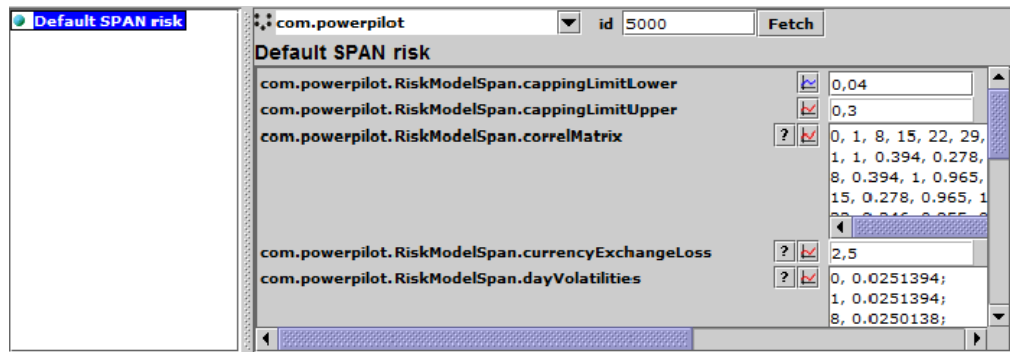 Default SPAN risk
com.powerpilot id 5000 Fetch
Default SPAN risk
com.powerpilot.RiskModelSpan.cappingLimitLower 0,04
com.powerpilot.RiskModelSpan.cappingLimitUpper 0,3
com.powerpilot.RiskModelSpan.correlMatrix ? 0, 1, 8, 15, 22, 29,
1, 1, 0.394, 0.278,
8, 0.394, 1, 0.965,
15, 0.278, 0.965, 1
com.powerpilot.RiskModelSpan.currencyExchangeLoss ? 2,5
com.powerpilot.RiskModelSpan.dayVolatilities ? 0, 0.0251394;
1, 0.0251394;
8, 0.0250138;